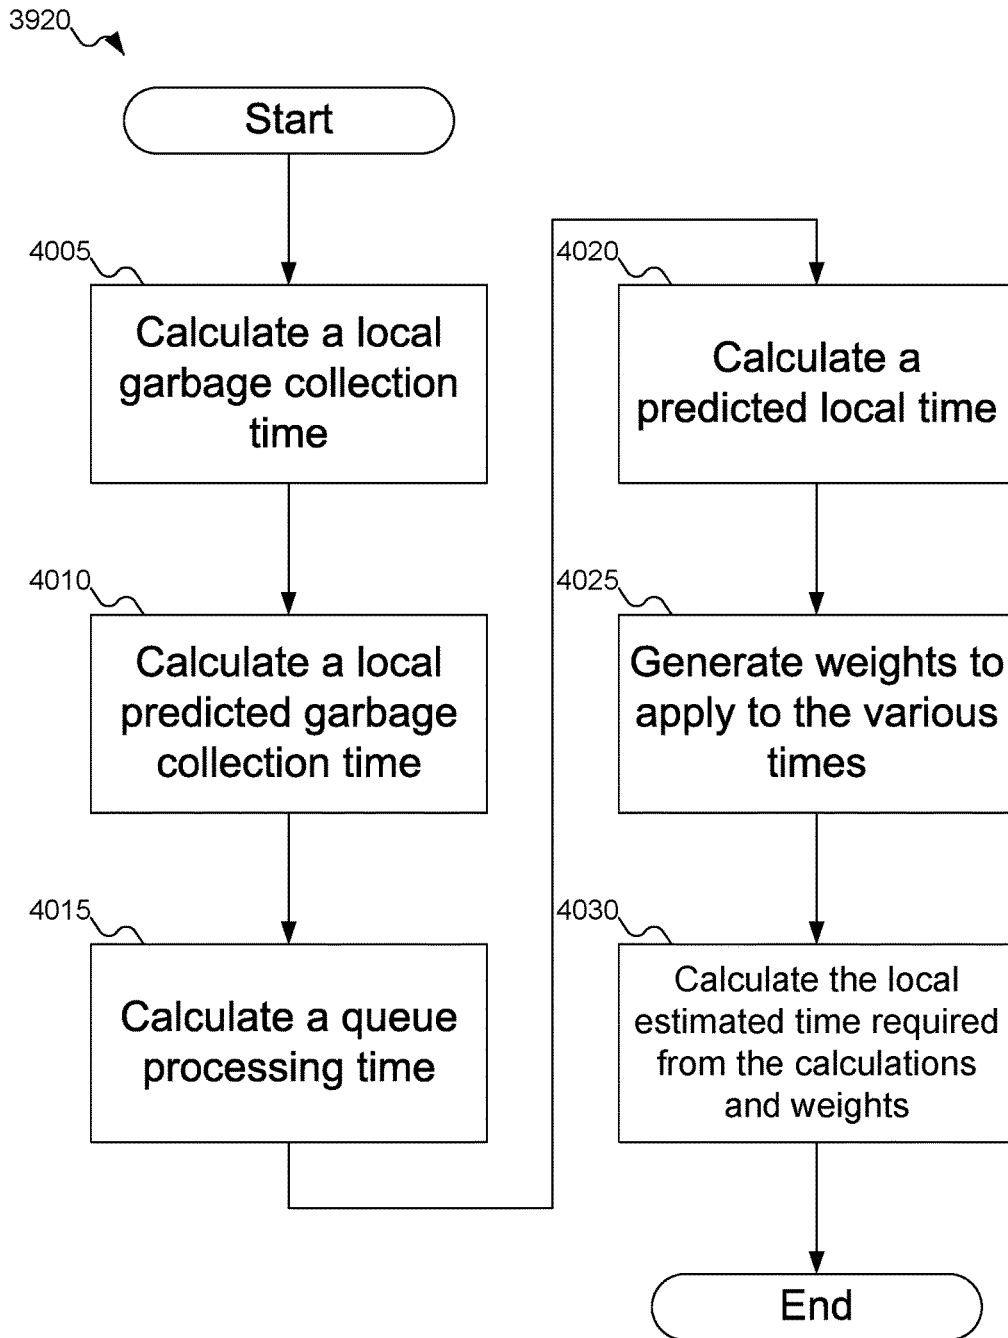 3920
Start
4005
Calculate a local
garbage collection
time
4010
Calculate a local
predicted garbage
collection time
4015
Calculate a queue
processing time
4020
Calculate a
predicted local time
4025
Generate weights to
apply to the various
times
4030
Calculate the local
estimated time required
from the calculations
and weights
End